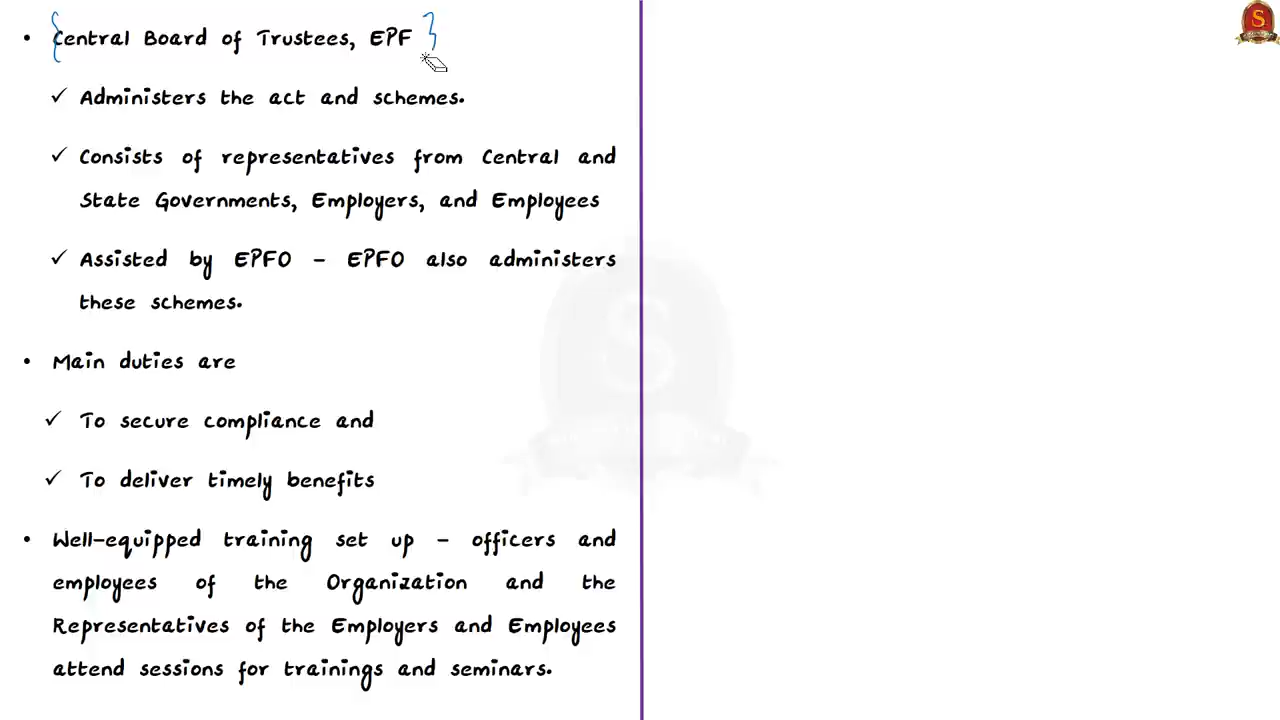 • Central Board of Trustees, EPF
✓ Administers the act and schemes.
✓ Consists of representatives from Central and
State Governments, Employers, and Employees
✓ Assisted by EPFO – EPFO also administers
these schemes.
• Main duties are
✓ To secure compliance and
✓ To deliver timely benefits
• Well-equipped training set up – officers and
employees of the Organization and the
Representatives of the Employers and Employees
attend sessions for trainings and seminars.
S